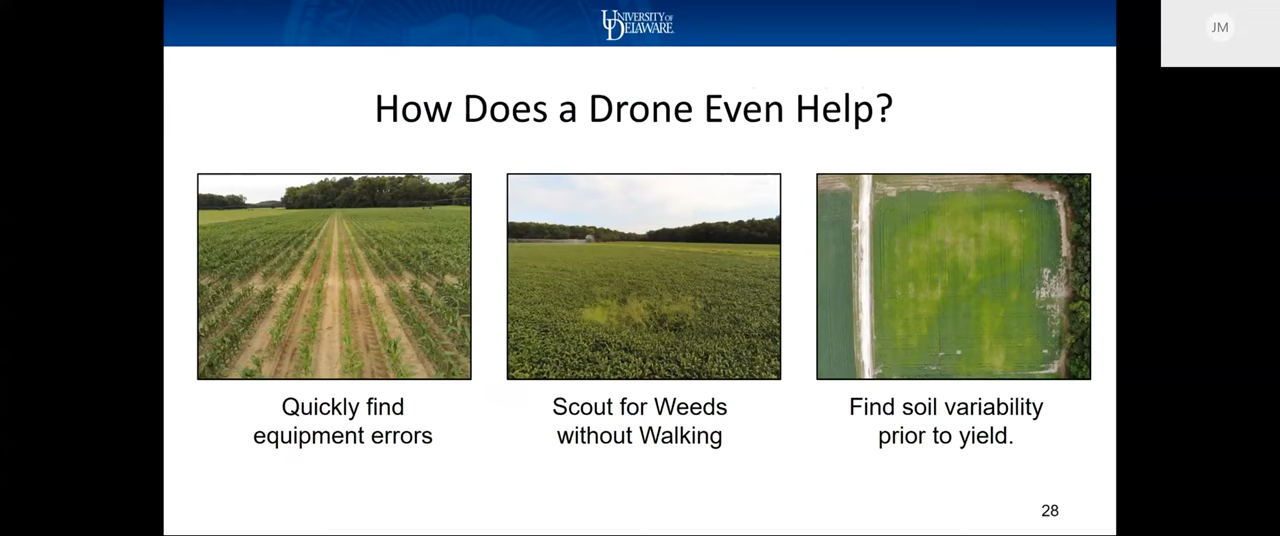 UNIVERSITY OF
DELAWARE
JM
How Does a Drone Even Help?
Quickly find
equipment errors
Scout for Weeds
without Walking
Find soil variability
prior to yield.
28